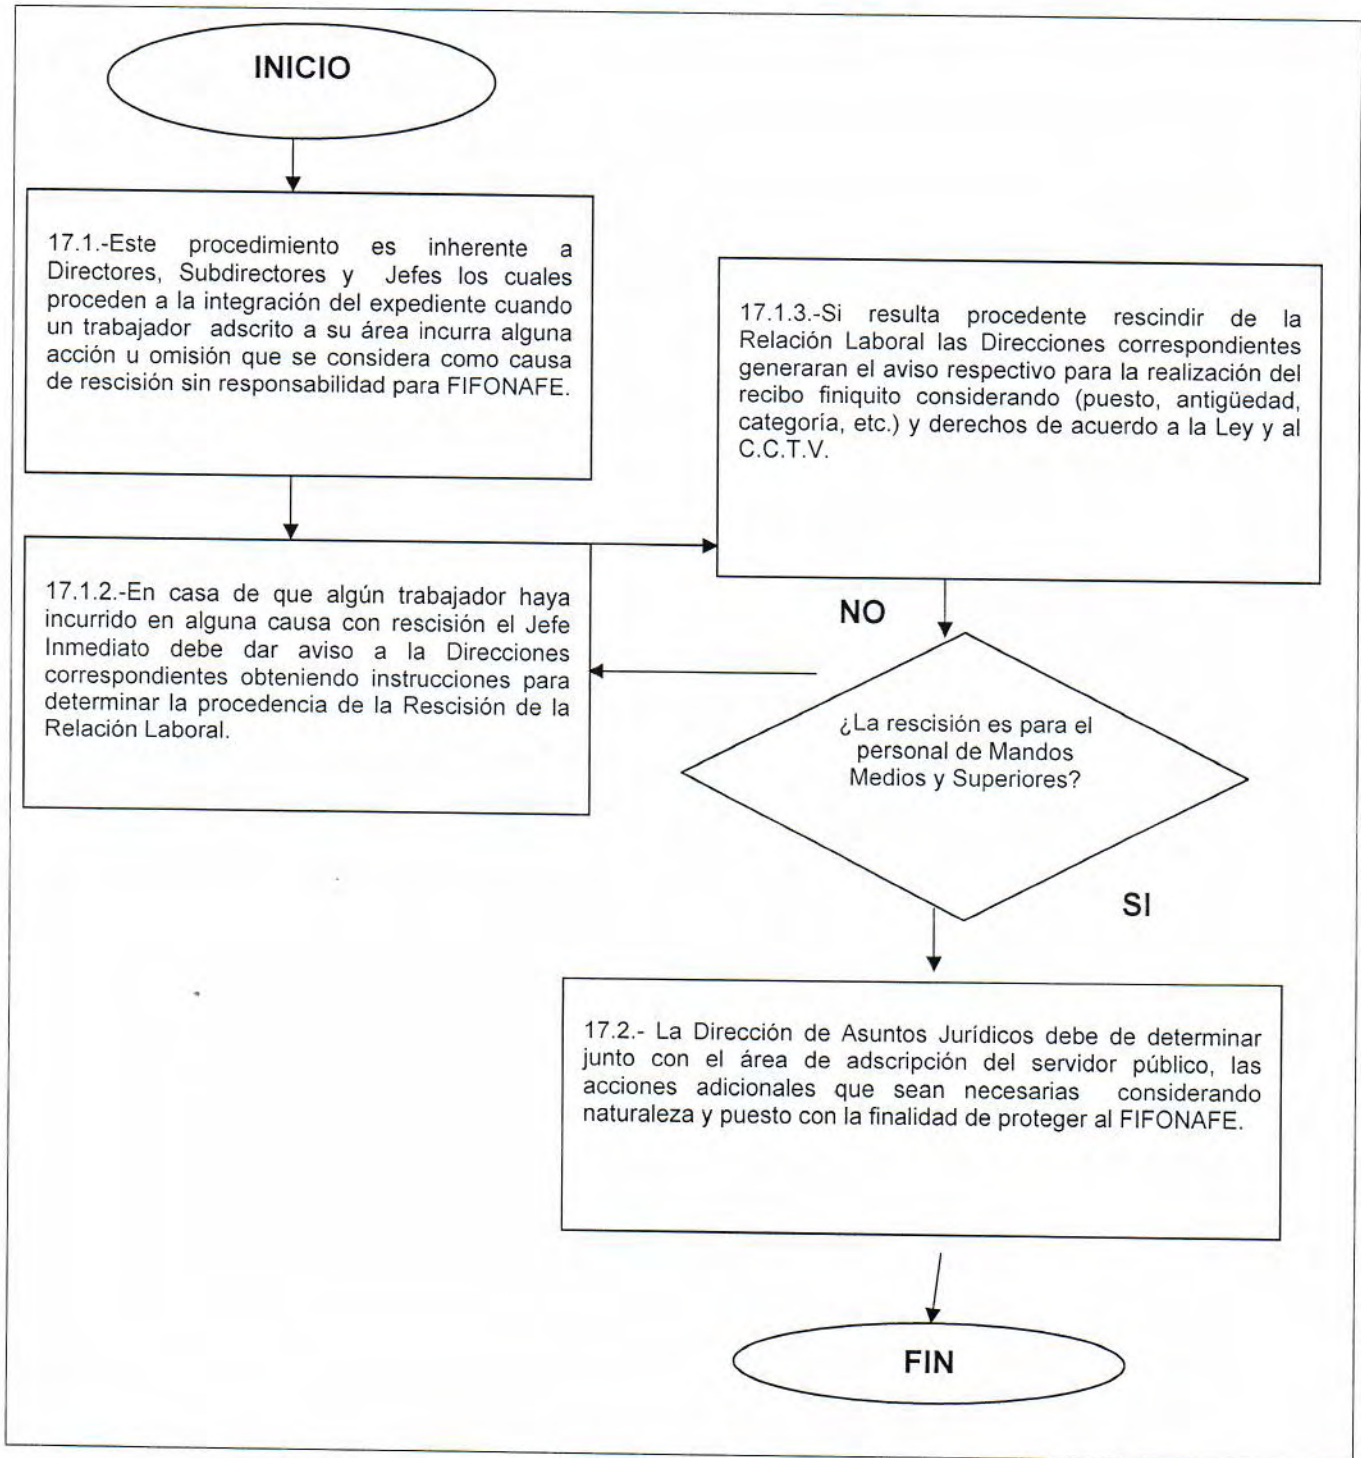 INICIO
17.1.-Este procedimiento es inherente a
Directores, Subdirectores y Jefes los cuales
proceden a la integración del expediente cuando
un trabajador adscrito a su área incurra alguna
acción u omisión que se considera como causa
de rescisión sin responsabilidad para FIFONAFE.
17.1.2.-En casa de que algún trabajador haya
incurrido en alguna causa con rescisión el Jefe
Inmediato debe dar aviso a la Direcciones
correspondientes obteniendo instrucciones para
determinar la procedencia de la Rescisión de la
Relación Laboral.
17.1.3.-Si resulta procedente rescindir de la
Relación Laboral las Direcciones correspondientes
generaran el aviso respectivo para la realización del
recibo finiquito considerando (puesto, antigüedad,
categoría, etc.) y derechos de acuerdo a la Ley y al
C.C.T.V.
NO
¿La rescisión es para el
personal de Mandos
Medios y Superiores?
SI
17.2.- La Dirección de Asuntos Jurídicos debe de determinar
junto con el área de adscripción del servidor público, las
acciones adicionales que sean necesarias considerando
naturaleza y puesto con la finalidad de proteger al FIFONAFE.
FIN